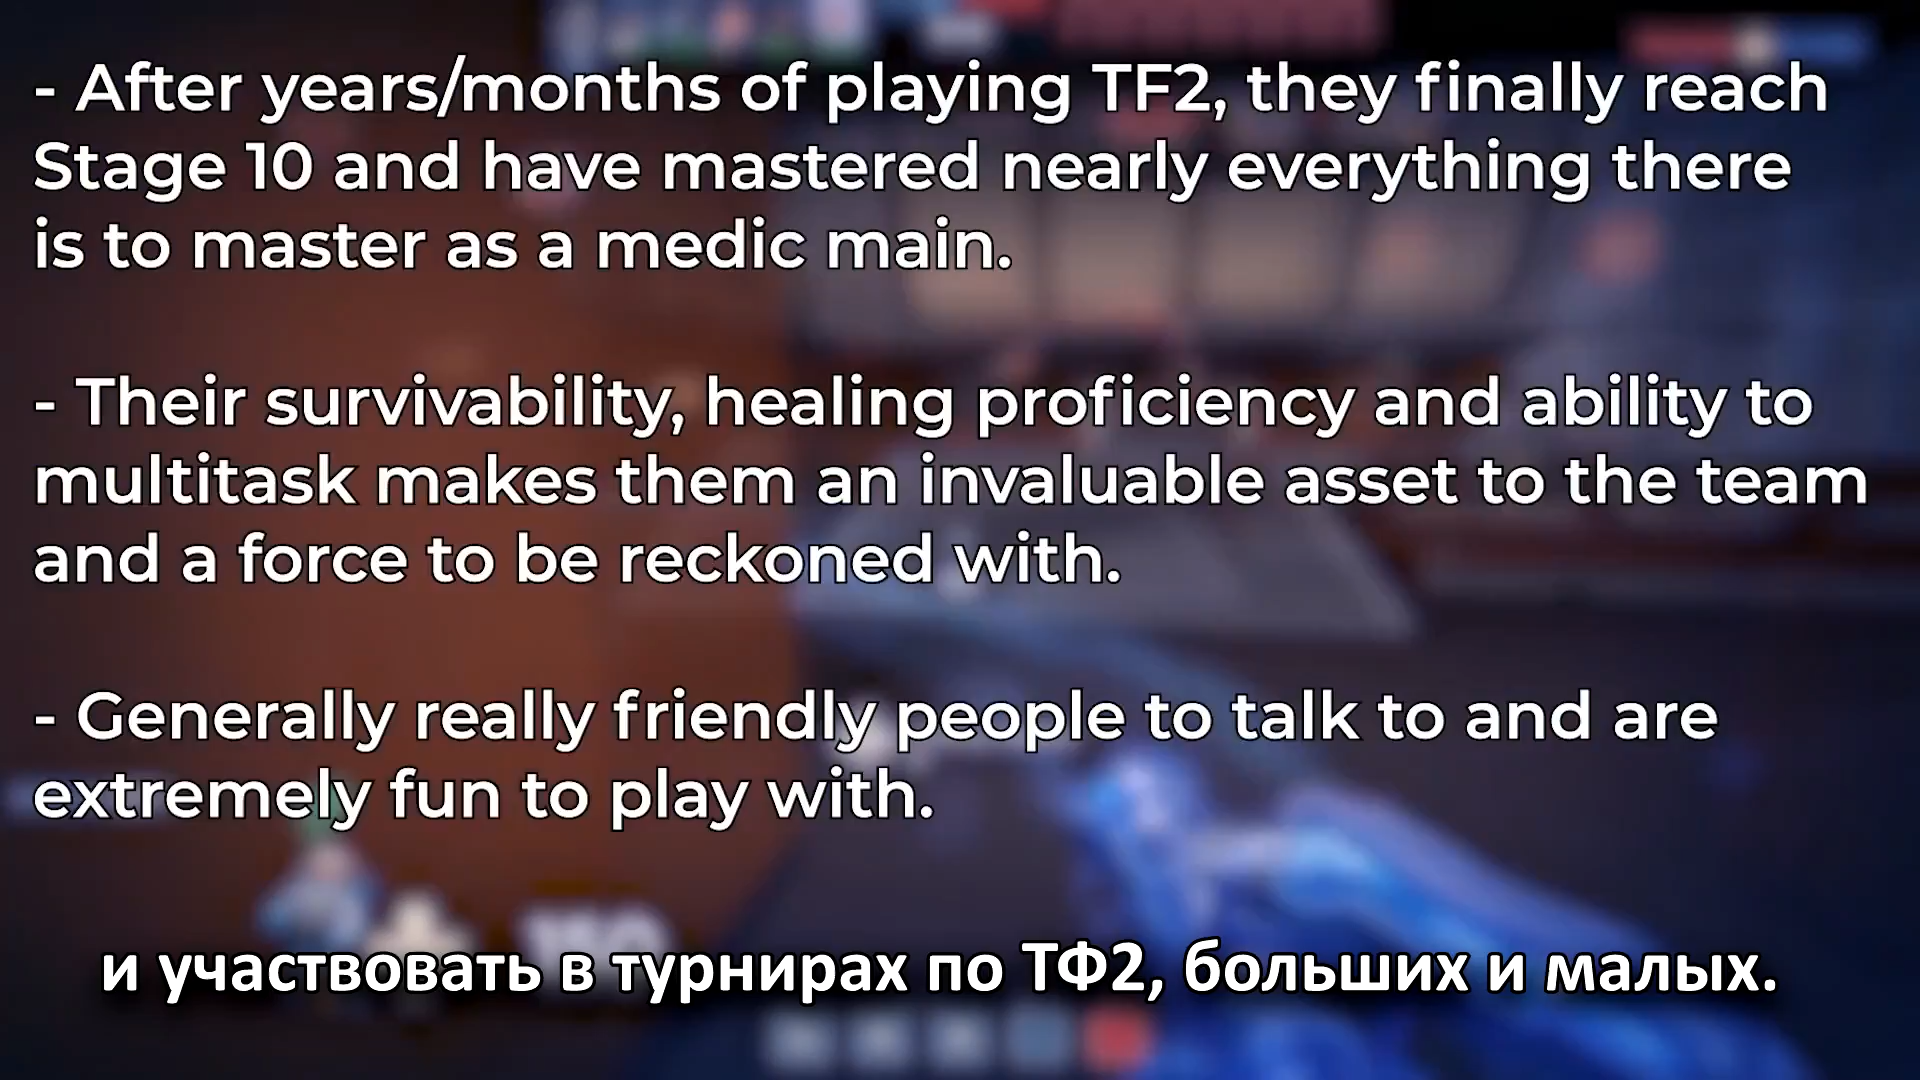 - After years/months of playing TF2, they finally reach
Stage 10 and have mastered nearly everything there
is to master as a medic main.
- Their survivability, healing proficiency and ability to
multitask makes them an invaluable asset to the team
and a force to be reckoned with.
- Generally really friendly people to talk to and are
extremely fun to play with.
и участвовать в турнирах по ТФ2, больших и малых.